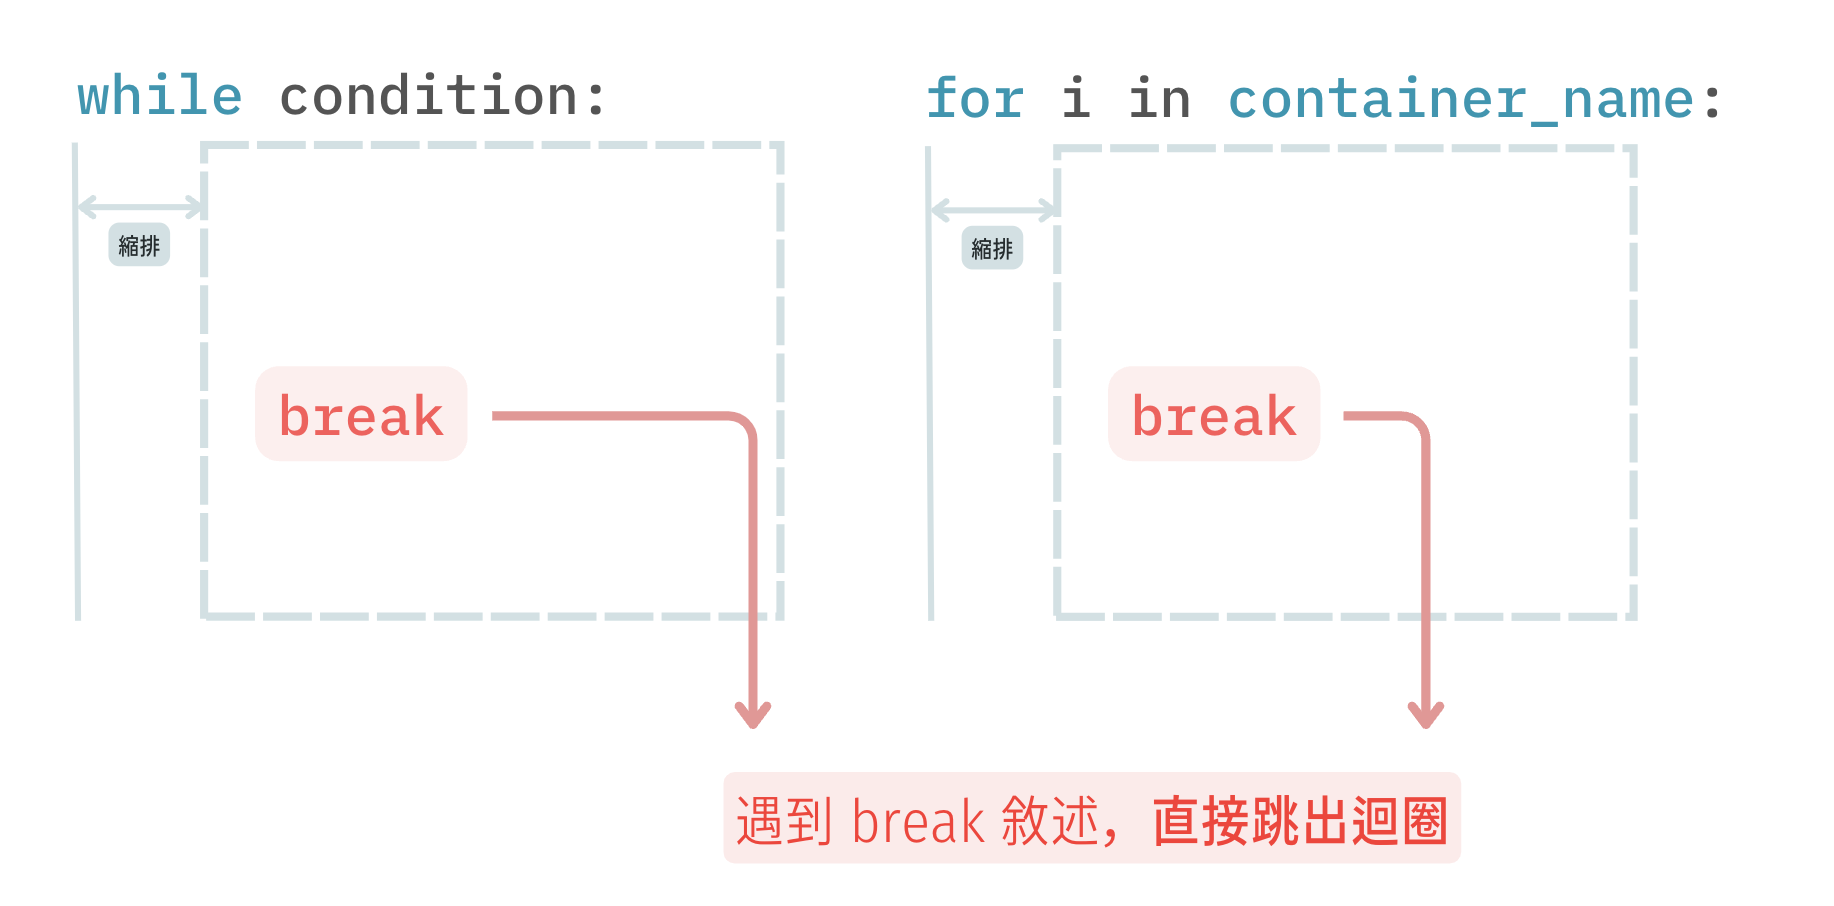 while condition:
縮排
break
for i in container_name:
縮排
break
遇到 break 敘述，直接跳出迴圈